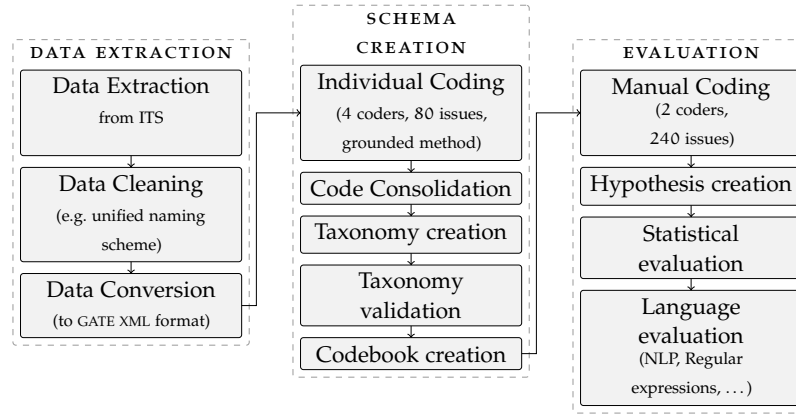 DATA EXTRACTION
Data Extraction
from ITS
Data Cleaning
(e.g. unified naming
scheme)
Data Conversion
(to GATE XML format)
SCHEMA
CREATION
Individual Coding
(4 coders, 80 issues,
grounded method)
Code Consolidation
Taxonomy creation
Taxonomy
validation
Codebook creation
EVALUATION
Manual Coding
(2 coders,
240 issues)
Hypothesis creation
Statistical
evaluation
Language
evaluation
(NLP, Regular
expressions, …)